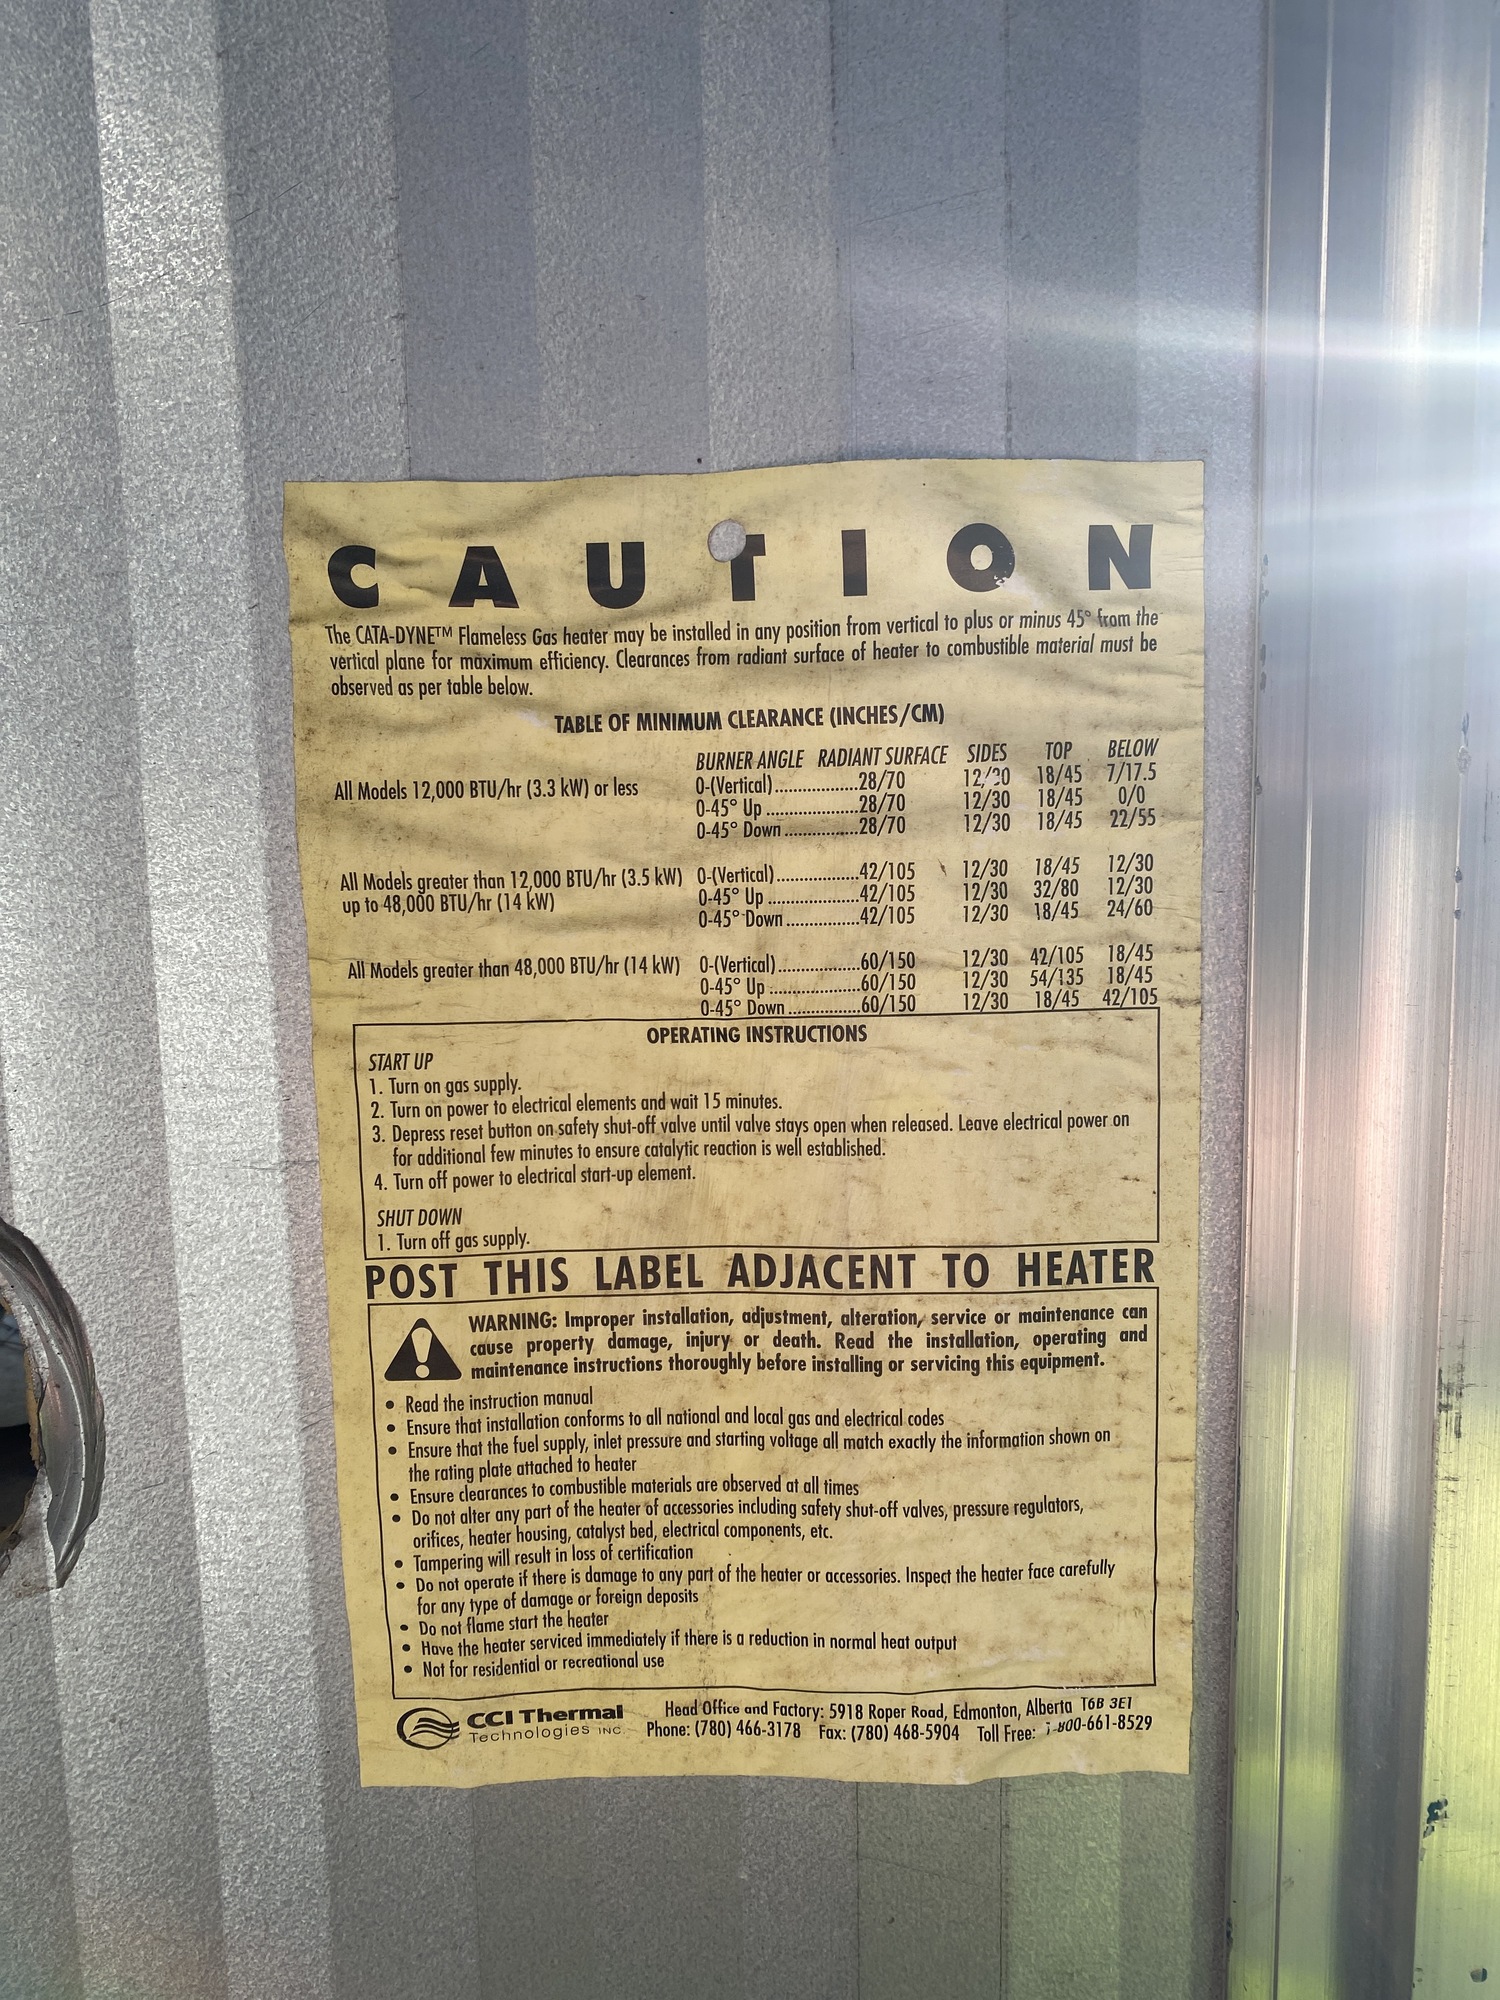 CAUTION
The CATA-DYNE™ Flameless Gas heater may be installed in any position from vertical to plus or minus 45° from the
vertical plane for maximum efficiency. Clearances from radiant surface of heater to combustible material must be
observed as per table below.
TABLE OF MINIMUM CLEARANCE (INCHES/CM)
BURNER ANGLE RADIANT SURFACE SIDES TOP BELOW
All Models 12,000 BTU/hr (3.3 kW) or less 0-(Vertical)..................28/70 12/30 18/45 7/17.5
0-45° Up ....................28/70 12/30 18/45 0/0
0-45° Down................28/70 12/30 18/45 22/55
All Models greater than 12,000 BTU/hr (3.5 kW) 0-(Vertical)..................42/105 12/30 18/45 12/30
up to 48,000 BTU/hr (14 kW) 0-45° Up ....................42/105 12/30 32/80 12/30
0-45° Down................42/105 12/30 18/45 24/60
All Models greater than 48,000 BTU/hr (14 kW) 0-(Vertical)..................60/150 12/30 42/105 18/45
0-45° Up ....................60/150 12/30 54/135 18/45
0-45° Down ................60/150 12/30 18/45 42/105
OPERATING INSTRUCTIONS
START UP
1. Turn on gas supply.
2. Turn on power to electrical elements and wait 15 minutes.
3. Depress reset button on safety shut-off valve until valve stays open when released. Leave electrical power on
for additional few minutes to ensure catalytic reaction is well established.
4. Turn off power to electrical start-up element.
SHUT DOWN
1. Turn off gas supply.
POST THIS LABEL ADJACENT TO HEATER
WARNING: Improper installation, adjustment, alteration, service or maintenance can
cause property damage, injury or death. Read the installation, operating and
maintenance instructions thoroughly before installing or servicing this equipment.
• Read the instruction manual
• Ensure that installation conforms to all national and local gas and electrical codes
• Ensure that the fuel supply, inlet pressure and starting voltage all match exactly the information shown on
the rating plate attached to heater
• Ensure clearances to combustible materials are observed at all times
• Do not alter any part of the heater of accessories including safety shut-off valves, pressure regulators,
orifices, heater housing, catalyst bed, electrical components, etc.
• Tampering will result in loss of certification
• Do not operate if there is damage to any part of the heater or accessories. Inspect the heater face carefully
for any type of damage or foreign deposits
• Do not flame start the heater
• Have the heater serviced immediately if there is a reduction in normal heat output
• Not for residential or recreational use
CCI Thermal
Technologies INC.
Head Office and Factory: 5918 Roper Road, Edmonton, Alberta T6B 3E1
Phone: (780) 466-3178 Fax: (780) 468-5904 Toll Free: 1-800-661-8529